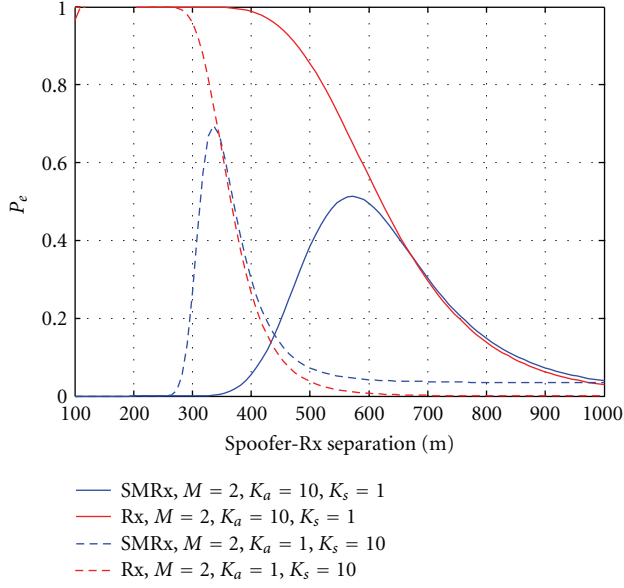 1
0.8
0.6
0.4
0.2
0
P_e
100 200 300 400 500 600 700 800 900 1000
Spoofer-Rx separation (m)
SMRx, M = 2, K_a = 10, K_s = 1
Rx, M = 2, K_a = 10, K_s = 1
SMRx, M = 2, K_a = 1, K_s = 10
Rx, M = 2, K_a = 1, K_s = 10